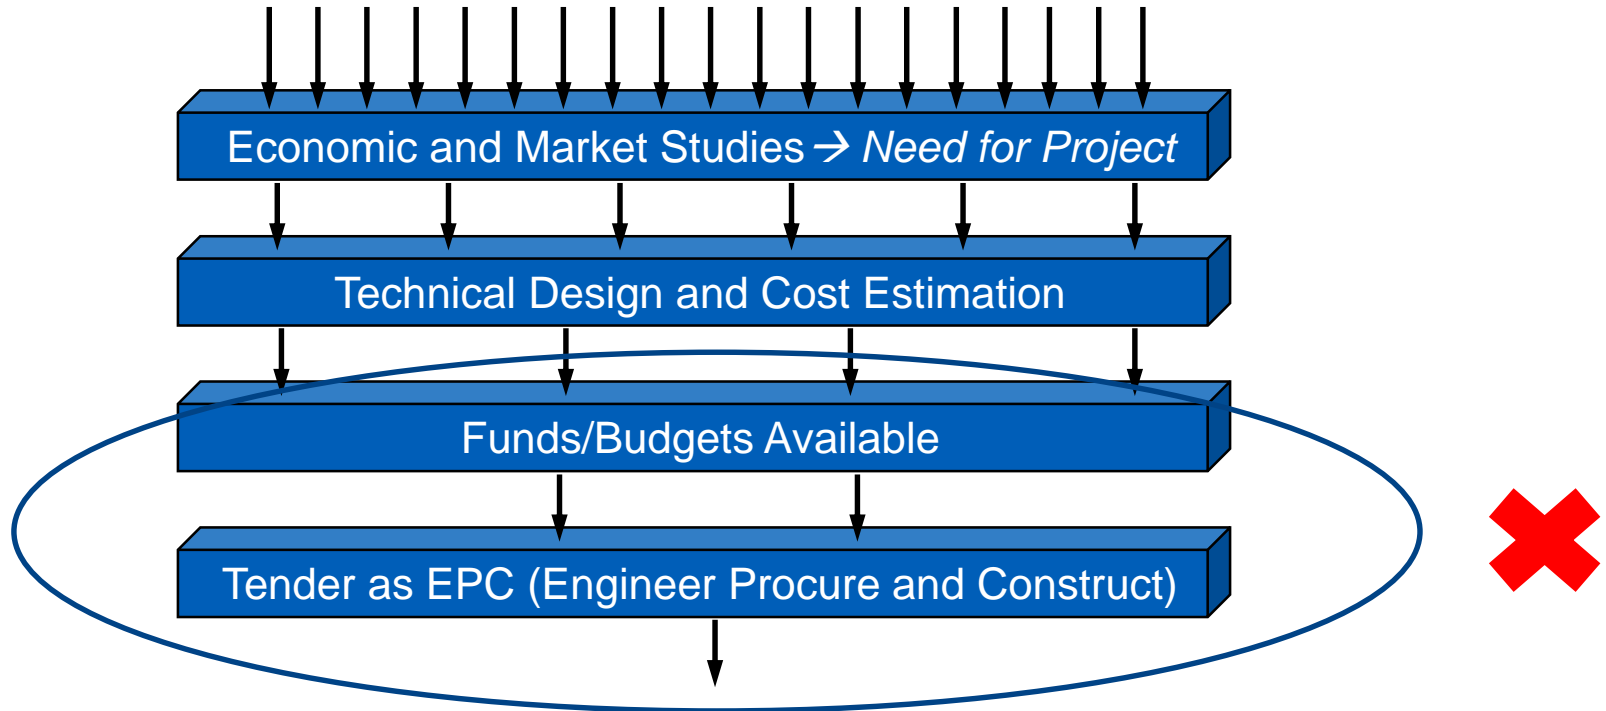 Economic and Market Studies → Need for Project
Technical Design and Cost Estimation
Funds/Budgets Available
Tender as EPC (Engineer Procure and Construct)